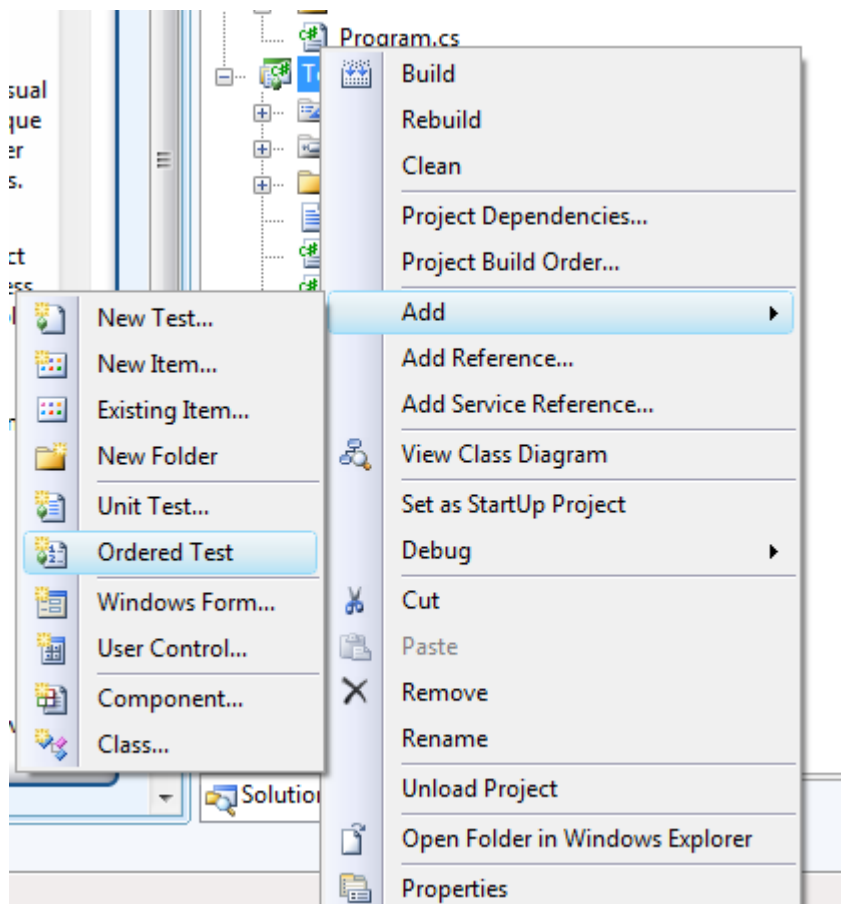 Program.cs
Build
Rebuild
Clean
Project Dependencies...
Project Build Order...
Add
Add Reference...
Add Service Reference...
View Class Diagram
Set as StartUp Project
Debug
Cut
Paste
Remove
Rename
Unload Project
Open Folder in Windows Explorer
Properties
New Test...
New Item...
Existing Item...
New Folder
Unit Test...
Ordered Test
Windows Form...
User Control...
Component...
Class...